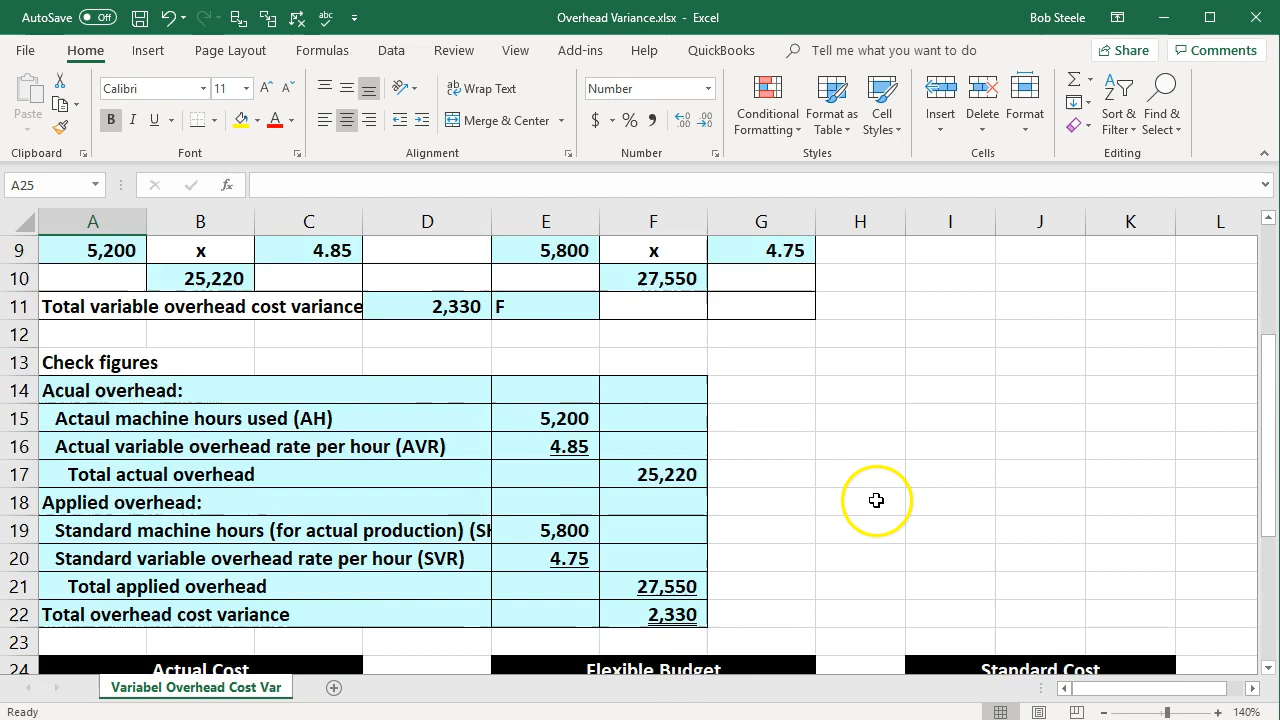 AutoSave Off
Overhead Variance.xlsx - Excel
Bob Steele
File Home Insert Page Layout Formulas Data Review View Add-ins Help QuickBooks Tell me what you want to do Share Comments
Paste
Calibri 11
B I U
Wrap Text
Merge & Center
Number
$ %
Conditional Formatting
Format as Table
Cell Styles
Insert
Delete
Format
Sort & Filter
Find & Select
Clipboard Font Alignment Number Styles Cells Editing
A25 fx
A B C D E F G H I J K L
9 5,200 x 4.85 5,800 x 4.75
10 25,220 27,550
11 Total variable overhead cost variance 2,330 F
12
13 Check figures
14 Acual overhead:
15 Actaul machine hours used (AH) 5,200
16 Actual variable overhead rate per hour (AVR) 4.85
17 Total actual overhead 25,220
18 Applied overhead:
19 Standard machine hours (for actual production) (SH 5,800
20 Standard variable overhead rate per hour (SVR) 4.75
21 Total applied overhead 27,550
22 Total overhead cost variance 2,330
23
24 Actual Cost Flexible Budget Standard Cost
Variabel Overhead Cost Var
Ready
140%